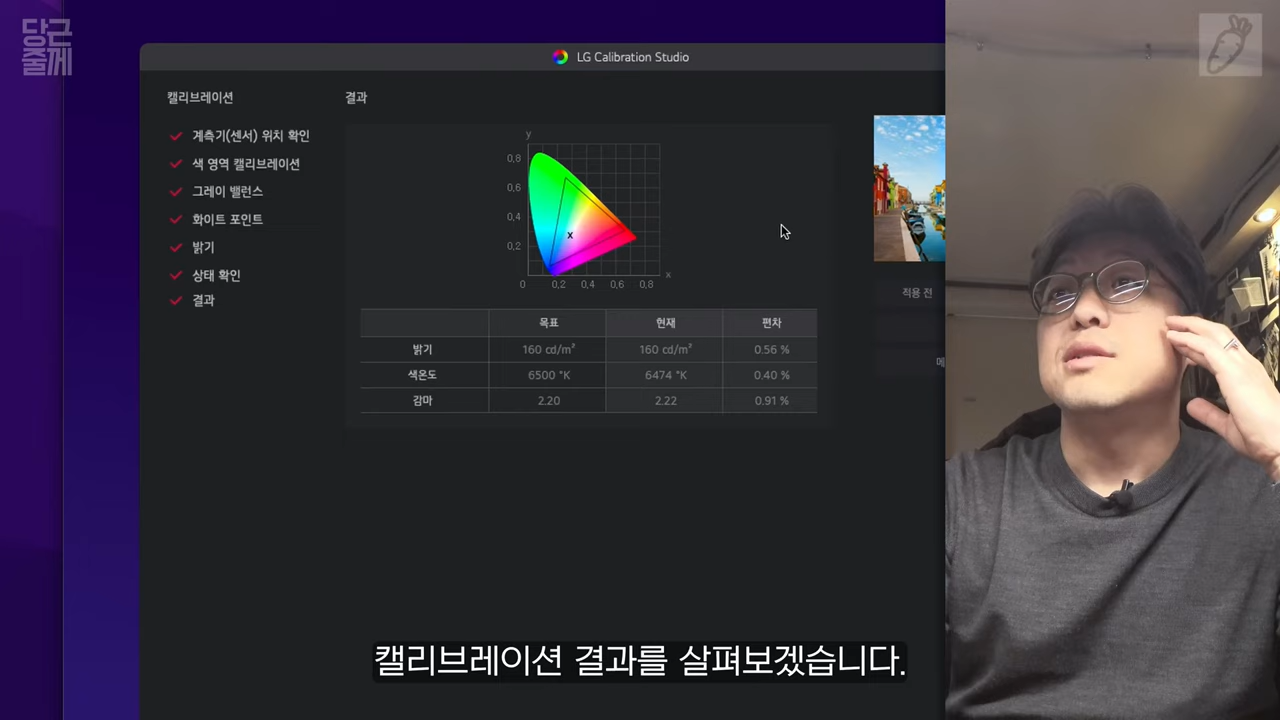 당근
줄께
LG Calibration Studio
캘리브레이션
계측기(센서) 위치 확인
색 영역 캘리브레이션
그레이 밸런스
화이트 포인트
밝기
상태 확인
결과
결과
y
0,8
0,6
0,4
0,2
0
0,2
0,4
0,6
0,8
x
x
목표 현재 편차
밝기 160 cd/m² 160 cd/m² 0.56 %
색온도 6500 °K 6474 °K 0.40 %
감마 2.20 2.22 0.91 %
적용 전
메
캘리브레이션 결과를 살펴보겠습니다.